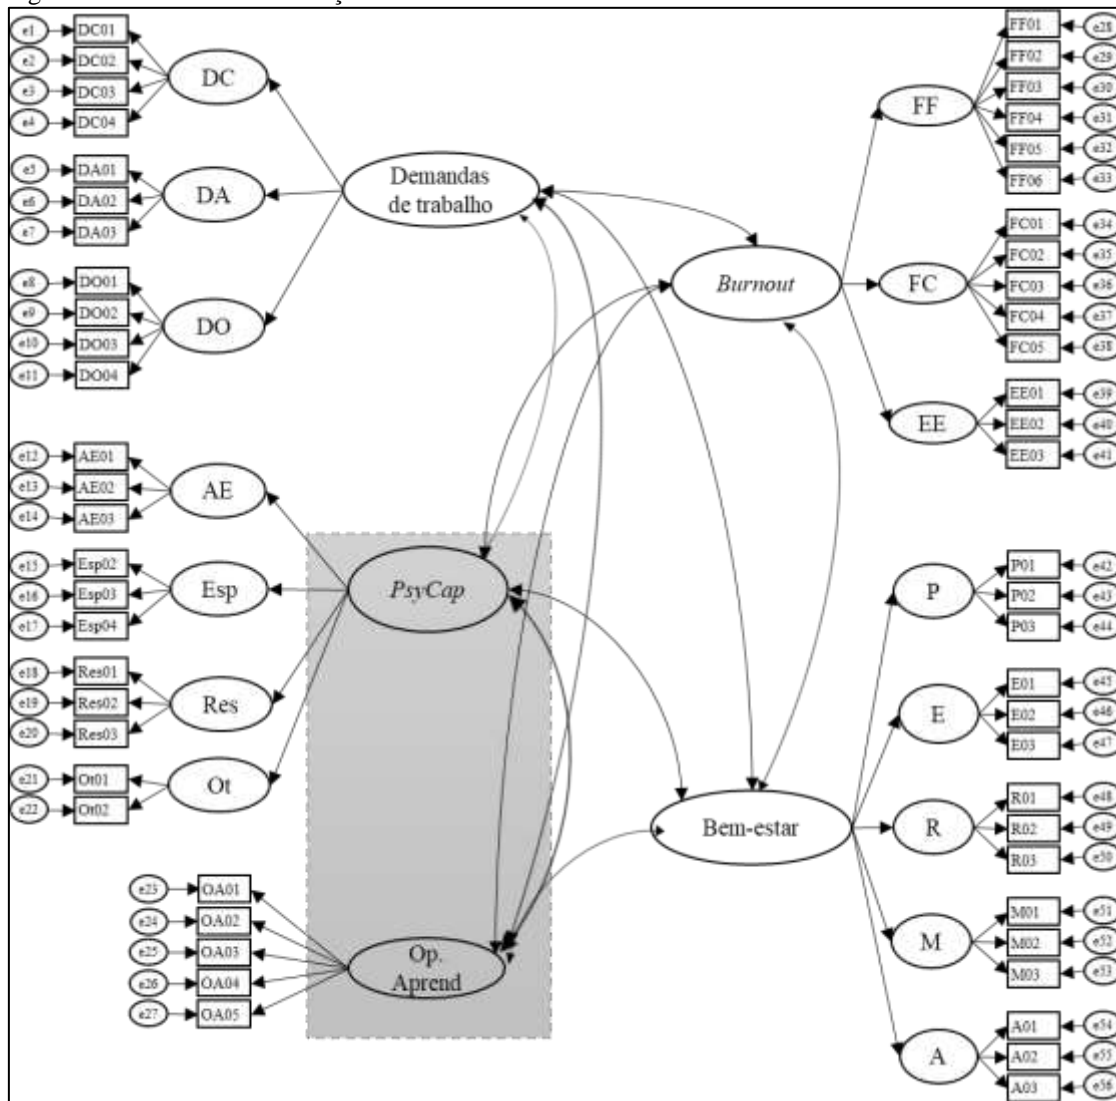 e1 DC01
e2 DC02
e3 DC03
e4 DC04
DC
e5 DA01
e6 DA02
e7 DA03
DA
e8 DO01
e9 DO02
e10 DO03
e11 DO04
DO
Demandas
de trabalho
e12 AE01
e13 AE02
e14 AE03
AE
e15 Esp02
e16 Esp03
e17 Esp04
Esp
e18 Res01
e19 Res02
e20 Res03
Res
e21 Ot01
e22 Ot02
Ot
PsyCap
e23 OA01
e24 OA02
e25 OA03
e26 OA04
e27 OA05
Op.
Aprend
Burnout
FF
FF01 e28
FF02 e29
FF03 e30
FF04 e31
FF05 e32
FF06 e33
FC
FC01 e34
FC02 e35
FC03 e36
FC04 e37
FC05 e38
EE
EE01 e39
EE02 e40
EE03 e41
Bem-estar
P
P01 e42
P02 e43
P03 e44
E
E01 e45
E02 e46
E03 e47
R
R01 e48
R02 e49
R03 e50
M
M01 e51
M02 e52
M03 e53
A
A01 e54
A02 e55
A03 e56